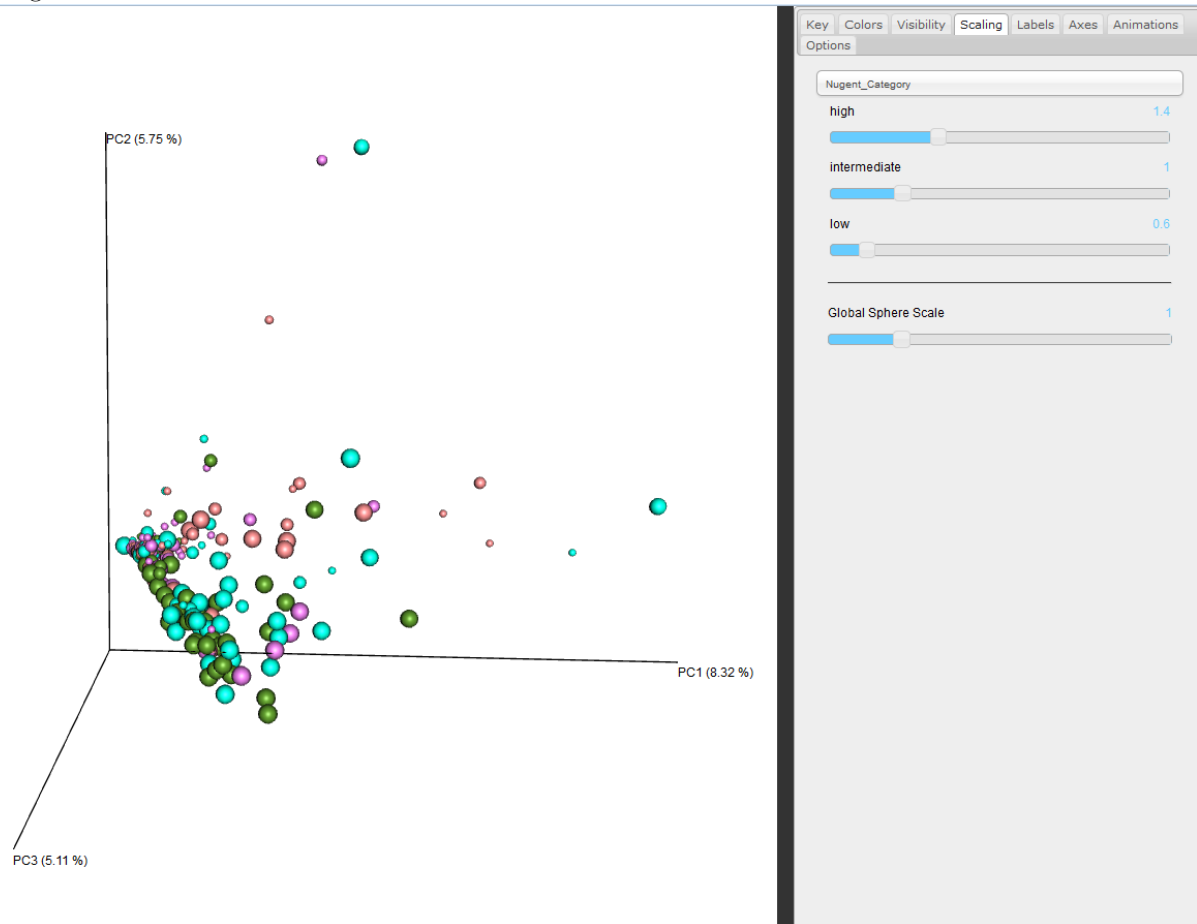 PC2 (5.75 %)
PC1 (8.32 %)
PC3 (5.11 %)
Key Colors Visibility Scaling Labels Axes Animations
Options
Nugent_Category
high 1.4
intermediate 1
low 0.6
Global Sphere Scale 1